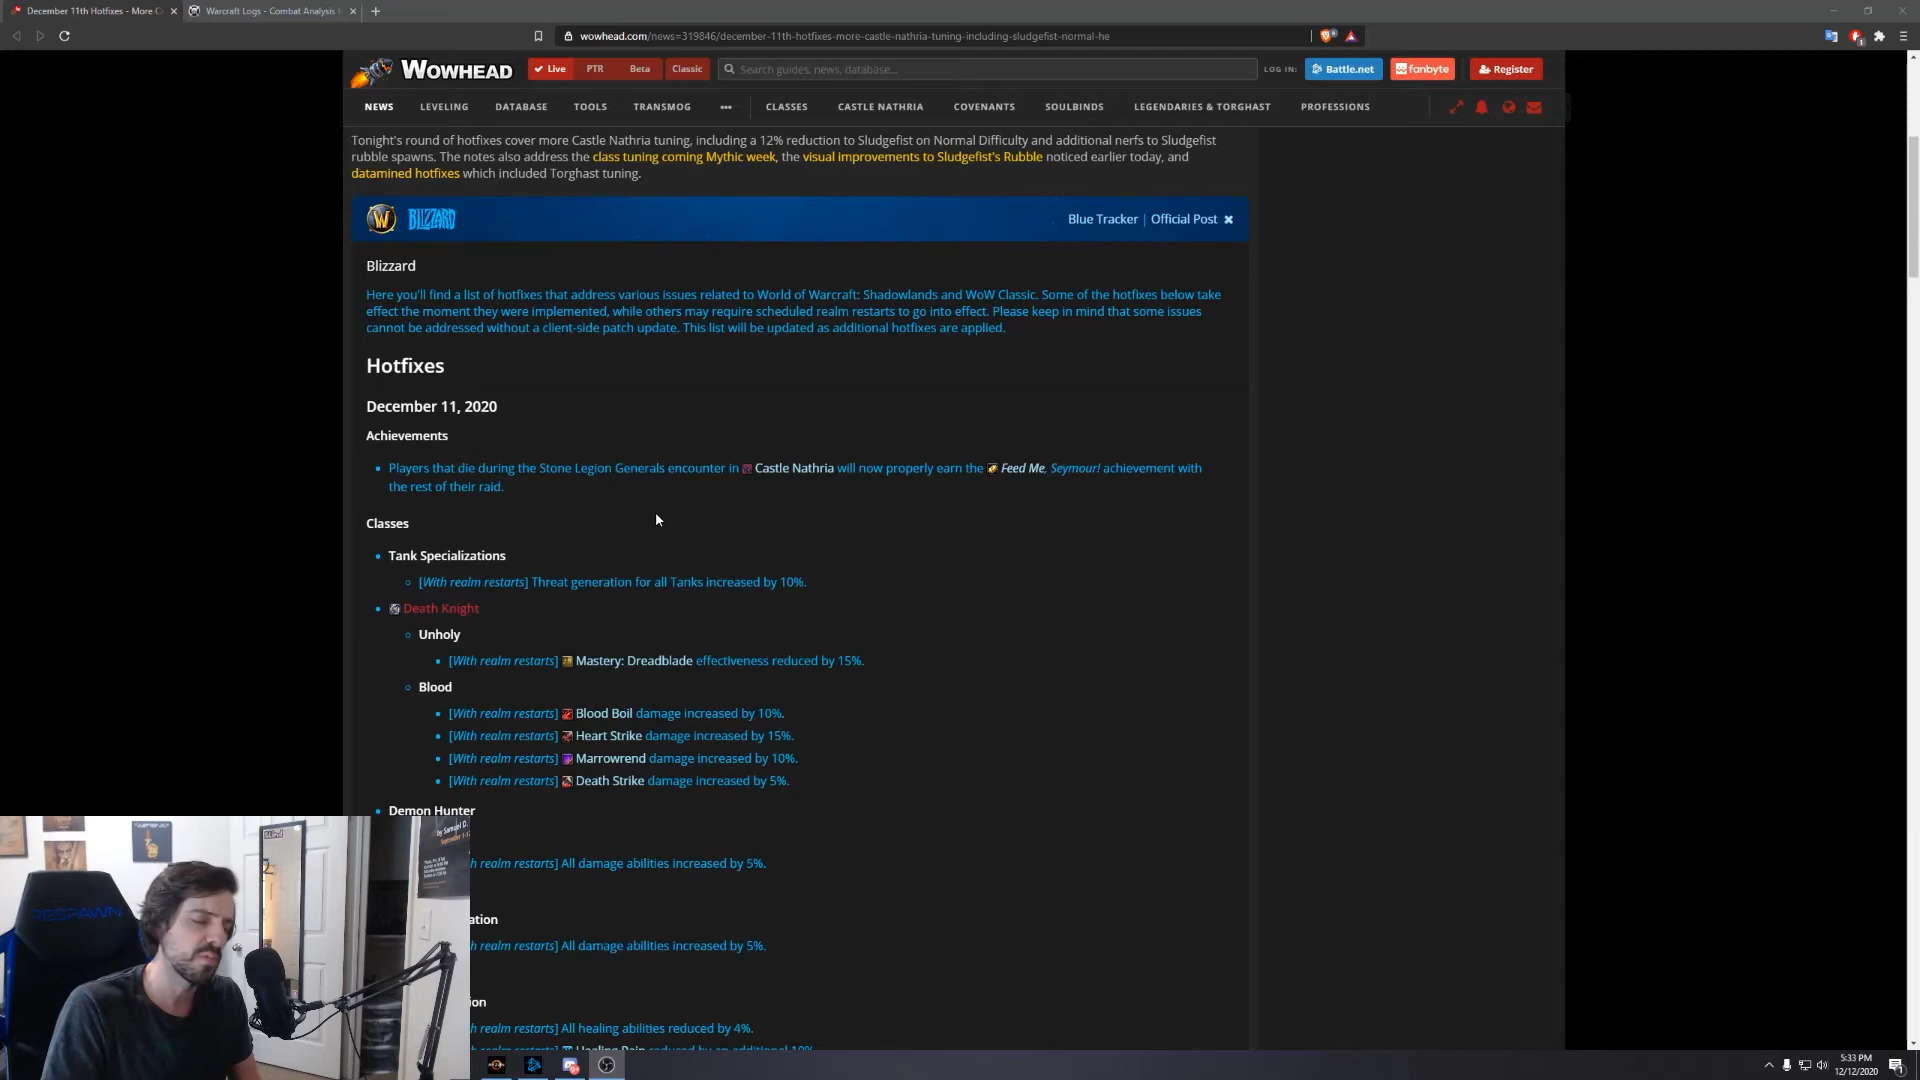 December 11th Hotfixes - More C
Warcraft Logs - Combat Analysis
wowhead.com/news=319846/december-11th-hotfixes-more-castle-nathria-tuning-including-sludgefist-normal-he
WOWHEAD
Live
PTR
Beta
Classic
Search guides, news, database...
LOG IN:
Battle.net
fanbyte
Register
NEWS
LEVELING
DATABASE
TOOLS
TRANSMOG
CLASSES
CASTLE NATHRIA
COVENANTS
SOULBINDS
LEGENDARIES & TORGHAST
PROFESSIONS
Tonight's round of hotfixes cover more Castle Nathria tuning, including a 12% reduction to Sludgefist on Normal Difficulty and additional nerfs to Sludgefist
rubble spawns. The notes also address the class tuning coming Mythic week, the visual improvements to Sludgefist's Rubble noticed earlier today, and
datamined hotfixes which included Torghast tuning.
BLIZZARD
Blue Tracker | Official Post
Blizzard
Here you'll find a list of hotfixes that address various issues related to World of Warcraft: Shadowlands and WoW Classic. Some of the hotfixes below take
effect the moment they were implemented, while others may require scheduled realm restarts to go into effect. Please keep in mind that some issues
cannot be addressed without a client-side patch update. This list will be updated as additional hotfixes are applied.
Hotfixes
December 11, 2020
Achievements
Players that die during the Stone Legion Generals encounter in Castle Nathria will now properly earn the Feed Me, Seymour! achievement with
the rest of their raid.
Classes
Tank Specializations
[With realm restarts] Threat generation for all Tanks increased by 10%.
Death Knight
Unholy
[With realm restarts] Mastery: Dreadblade effectiveness reduced by 15%.
Blood
[With realm restarts] Blood Boil damage increased by 10%.
[With realm restarts] Heart Strike damage increased by 15%.
[With realm restarts] Marrowrend damage increased by 10%.
[With realm restarts] Death Strike damage increased by 5%.
Demon Hunter
h realm restarts] All damage abilities increased by 5%.
ation
h realm restarts] All damage abilities increased by 5%.
ion
h realm restarts] All healing abilities reduced by 4%.
h realm restarts] Healing Rain reduced by an additional 10%
by Samuel D.
RESPAWN
5:33 PM
12/12/2020